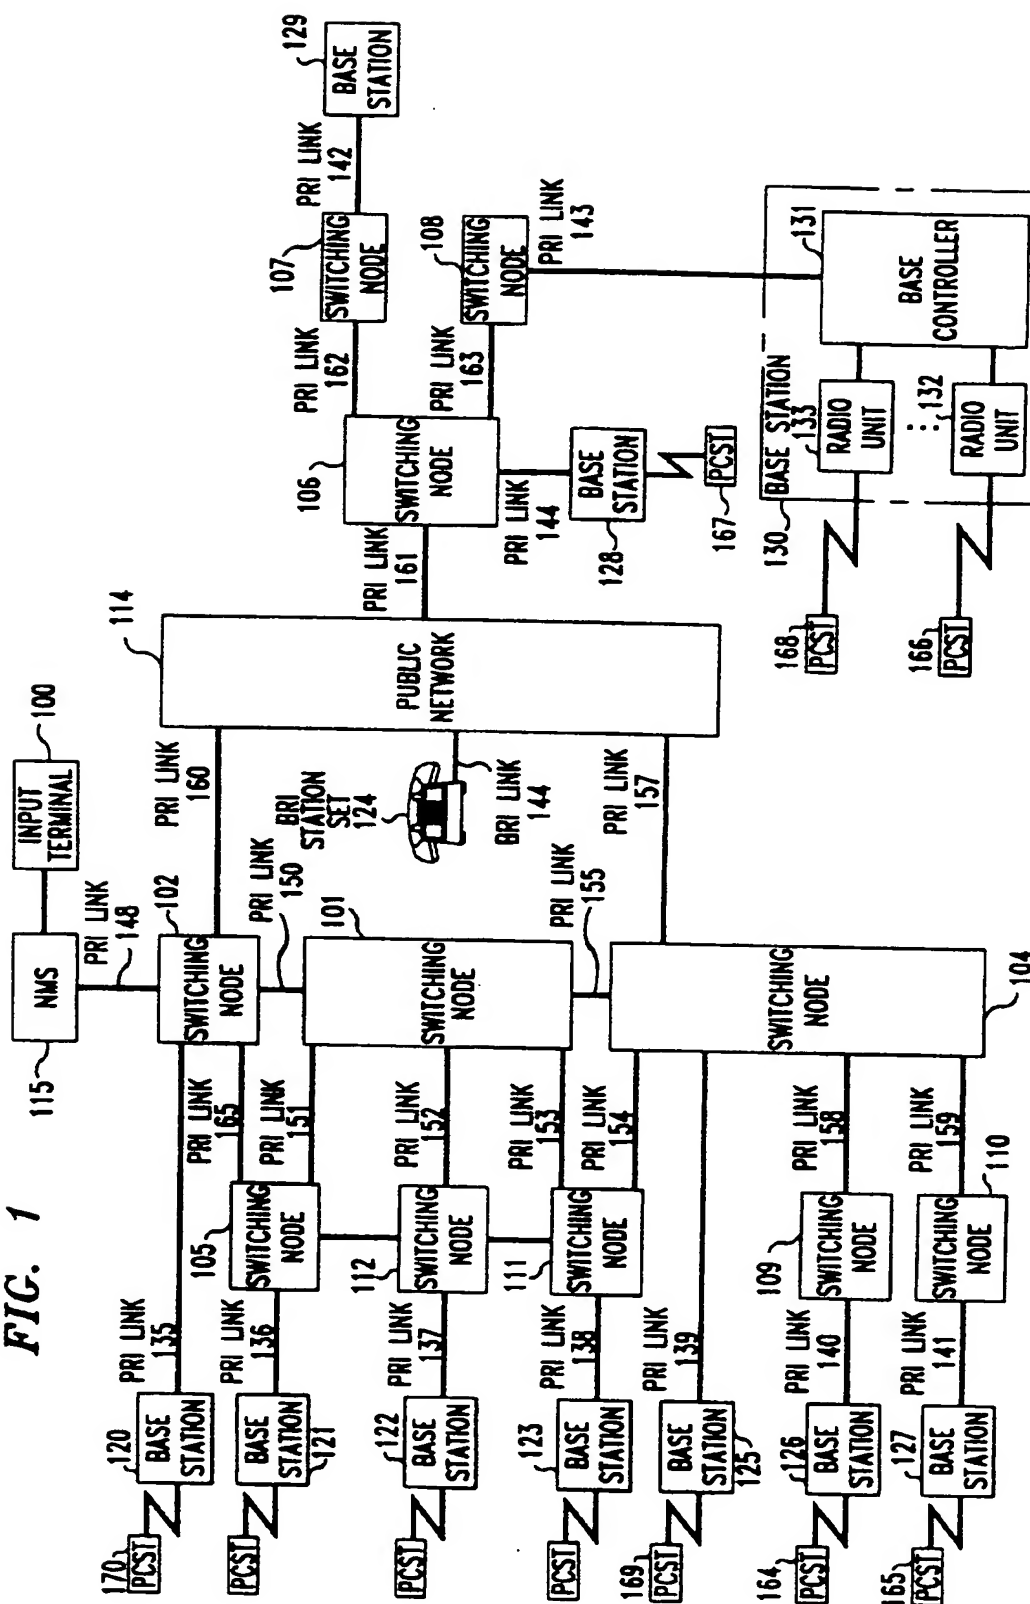 FIG. 1
115
NMS
INPUT
TERMINAL
100
PRI LINK
148
102
SWITCHING
NODE
PRI LINK
160
114
PUBLIC
NETWORK
170
PCST
120
BASE
STATION
PRI LINK
135
PRI LINK
165
PRI LINK
150
BRI
STATION
SET
124
BRI LINK
144
PCST
BASE
STATION
121
PRI LINK
136
105
SWITCHING
NODE
PRI LINK
151
101
SWITCHING
NODE
PCST
122
BASE
STATION
PRI LINK
137
112
SWITCHING
NODE
PRI LINK
152
PCST
123
BASE
STATION
PRI LINK
138
111
SWITCHING
NODE
PRI LINK
153
PRI LINK
154
PRI LINK
155
PRI LINK
157
169
PCST
BASE
STATION
125
PRI LINK
139
SWITCHING
NODE
104
164
PCST
126
BASE
STATION
PRI LINK
140
109
SWITCHING
NODE
PRI LINK
158
165
PCST
127
BASE
STATION
PRI LINK
141
SWITCHING
NODE
110
PRI LINK
159
PRI LINK
161
106
SWITCHING
NODE
PRI LINK
162
107
SWITCHING
NODE
PRI LINK
142
129
BASE
STATION
PRI LINK
163
108
SWITCHING
NODE
PRI LINK
143
PRI LINK
144
BASE
STATION
128
PCST
167
130
BASE STATION
133
RADIO
UNIT
132
RADIO
UNIT
131
BASE
CONTROLLER
168
PCST
166
PCST